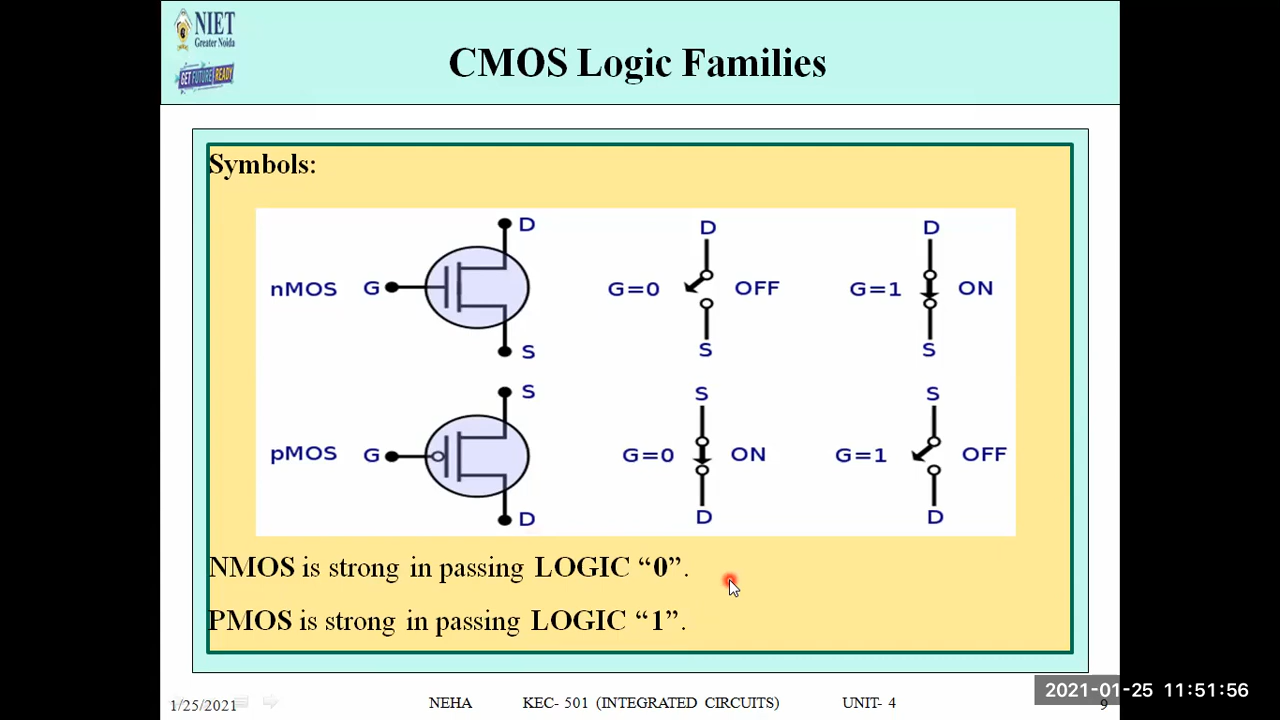 NIET
Greater Noida
GET FUTURE READY
CMOS Logic Families
Symbols:
nMOS G D S G=0 D OFF S G=1 D ON S
pMOS G S D G=0 S ON D G=1 S OFF D
NMOS is strong in passing LOGIC “0”.
PMOS is strong in passing LOGIC “1”.
1/25/2021 NEHA KEC- 501 (INTEGRATED CIRCUITS) UNIT- 4 9
2021-01-25 11:51:56